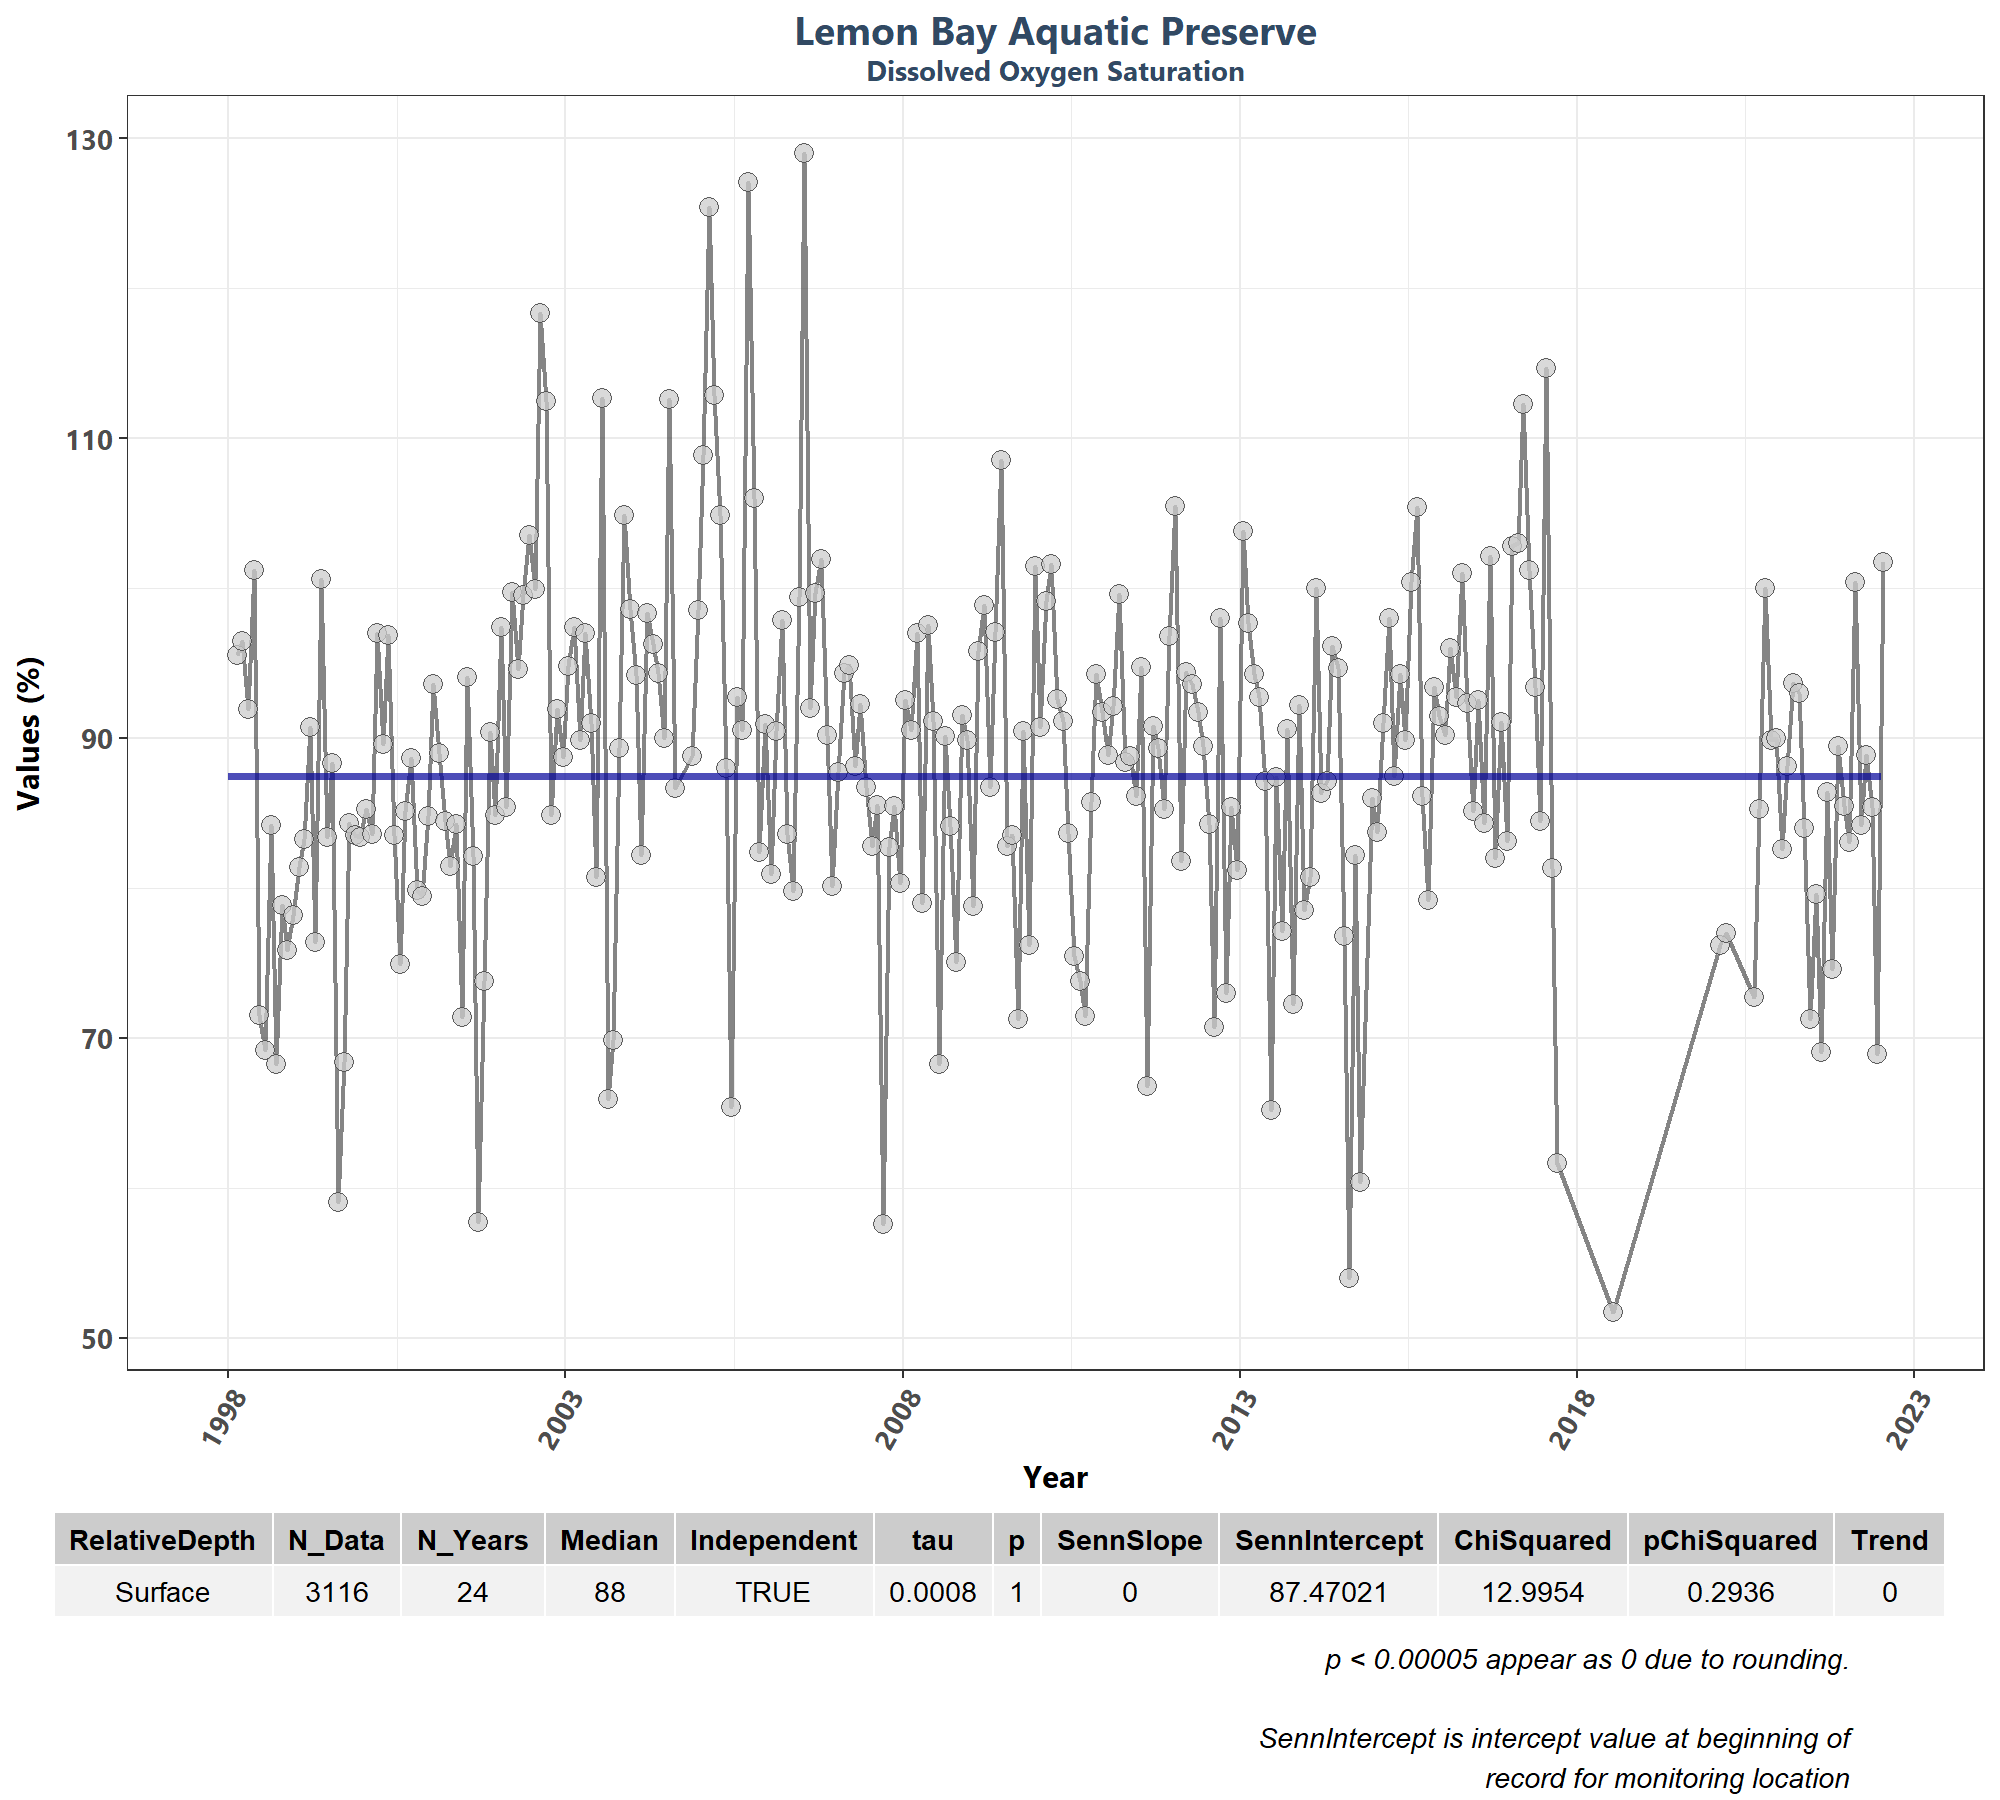 Lemon Bay Aquatic Preserve
Dissolved Oxygen Saturation
Values (%)
130
110
90
70
50
1998
2003
2008
2013
2018
2023
Year
RelativeDepth N_Data N_Years Median Independent tau p SennSlope SennIntercept ChiSquared pChiSquared Trend
Surface 3116 24 88 TRUE 0.0008 1 0 87.47021 12.9954 0.2936 0
p < 0.00005 appear as 0 due to rounding.
SennIntercept is intercept value at beginning of
record for monitoring location